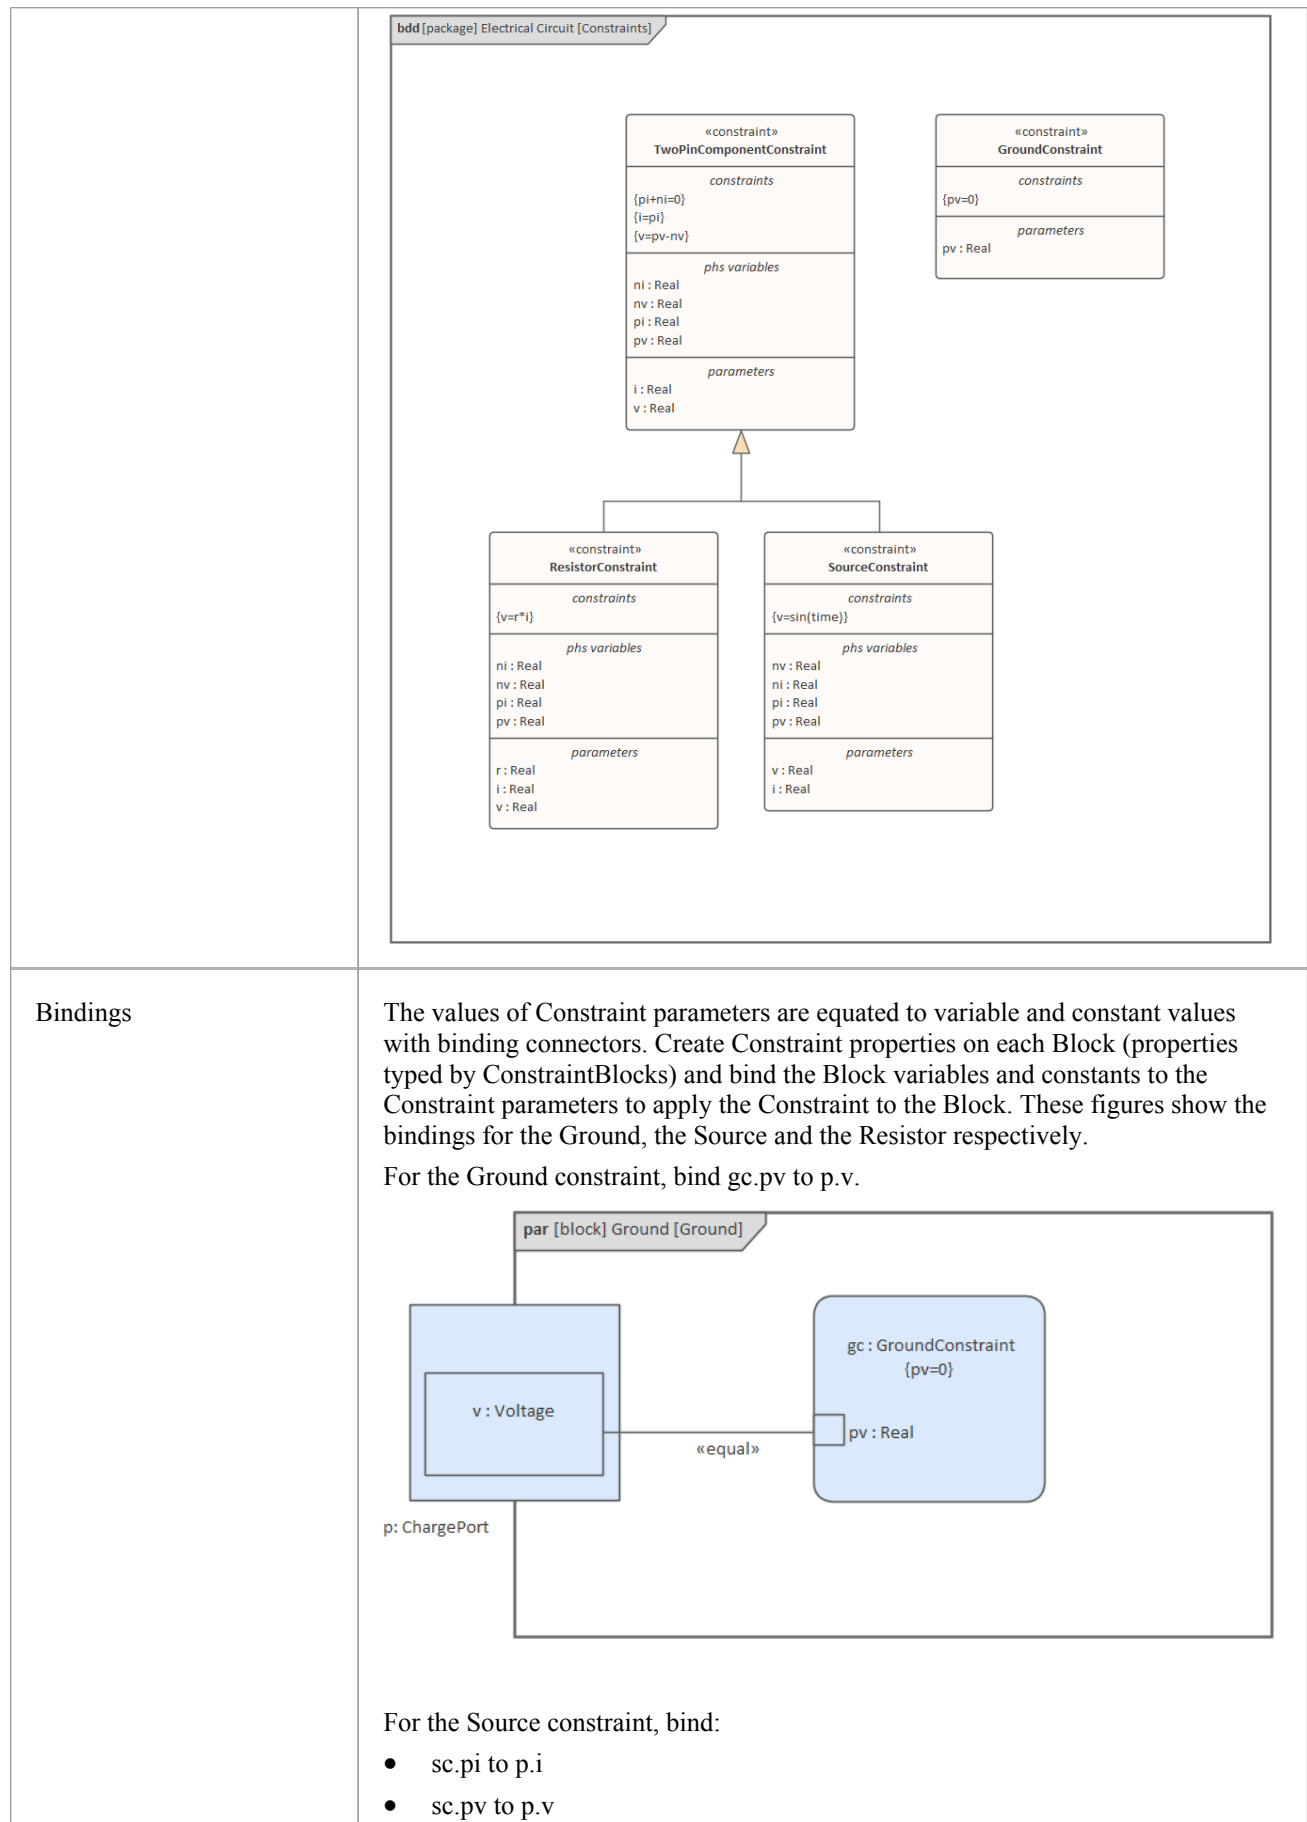 bdd [package] Electrical Circuit [Constraints]
«constraint»
TwoPinComponentConstraint
constraints
{pi+ni=0}
{i=pi}
{v=pv-nv}
phs variables
ni : Real
nv : Real
pi : Real
pv : Real
parameters
i : Real
v : Real
«constraint»
GroundConstraint
constraints
{pv=0}
parameters
pv : Real
«constraint»
ResistorConstraint
constraints
{v=r*i}
phs variables
ni : Real
nv : Real
pi : Real
pv : Real
parameters
r : Real
i : Real
v : Real
«constraint»
SourceConstraint
constraints
{v=sin(time)}
phs variables
nv : Real
ni : Real
pi : Real
pv : Real
parameters
v : Real
i : Real
Bindings
The values of Constraint parameters are equated to variable and constant values
with binding connectors. Create Constraint properties on each Block (properties
typed by ConstraintBlocks) and bind the Block variables and constants to the
Constraint parameters to apply the Constraint to the Block. These figures show the
bindings for the Ground, the Source and the Resistor respectively.
For the Ground constraint, bind gc.pv to p.v.
par [block] Ground [Ground]
v : Voltage
«equal»
gc : GroundConstraint
{pv=0}
pv : Real
p: ChargePort
For the Source constraint, bind:
• sc.pi to p.i
• sc.pv to p.v